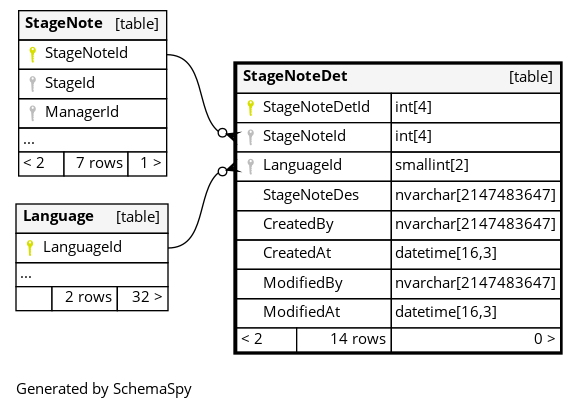 StageNote [table]
StageNoteId
StageId
ManagerId
...
< 2 7 rows 1 >
Language [table]
LanguageId
...
2 rows 32 >
StageNoteDet [table]
StageNoteDetId int[4]
StageNoteId int[4]
LanguageId smallint[2]
StageNoteDes nvarchar[2147483647]
CreatedBy nvarchar[2147483647]
CreatedAt datetime[16,3]
ModifiedBy nvarchar[2147483647]
ModifiedAt datetime[16,3]
< 2 14 rows 0 >
Generated by SchemaSpy